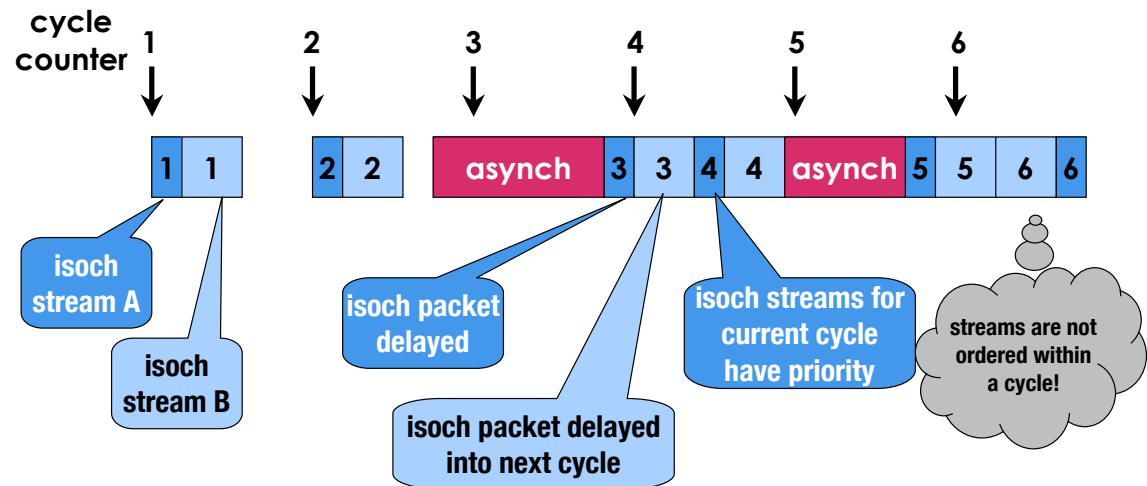 cycle
counter
1 2 3 4 5 6
1 1 2 2 asynch 3 3 4 4 asynch 5 5 6 6
isoch
stream A
isoch
stream B
isoch packet
delayed
isoch packet delayed
into next cycle
isoch streams for
current cycle
have priority
streams are not
ordered within
a cycle!